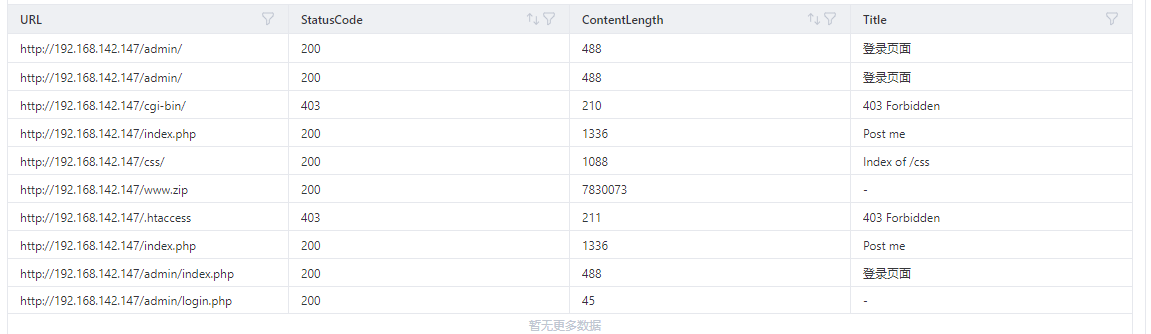 URL StatusCode ContentLength Title
http://192.168.142.147/admin/ 200 488 登录页面
http://192.168.142.147/admin/ 200 488 登录页面
http://192.168.142.147/cgi-bin/ 403 210 403 Forbidden
http://192.168.142.147/index.php 200 1336 Post me
http://192.168.142.147/css/ 200 1088 Index of /css
http://192.168.142.147/www.zip 200 7830073 -
http://192.168.142.147/.htaccess 403 211 403 Forbidden
http://192.168.142.147/index.php 200 1336 Post me
http://192.168.142.147/admin/index.php 200 488 登录页面
http://192.168.142.147/admin/login.php 200 45 -
暂无更多数据